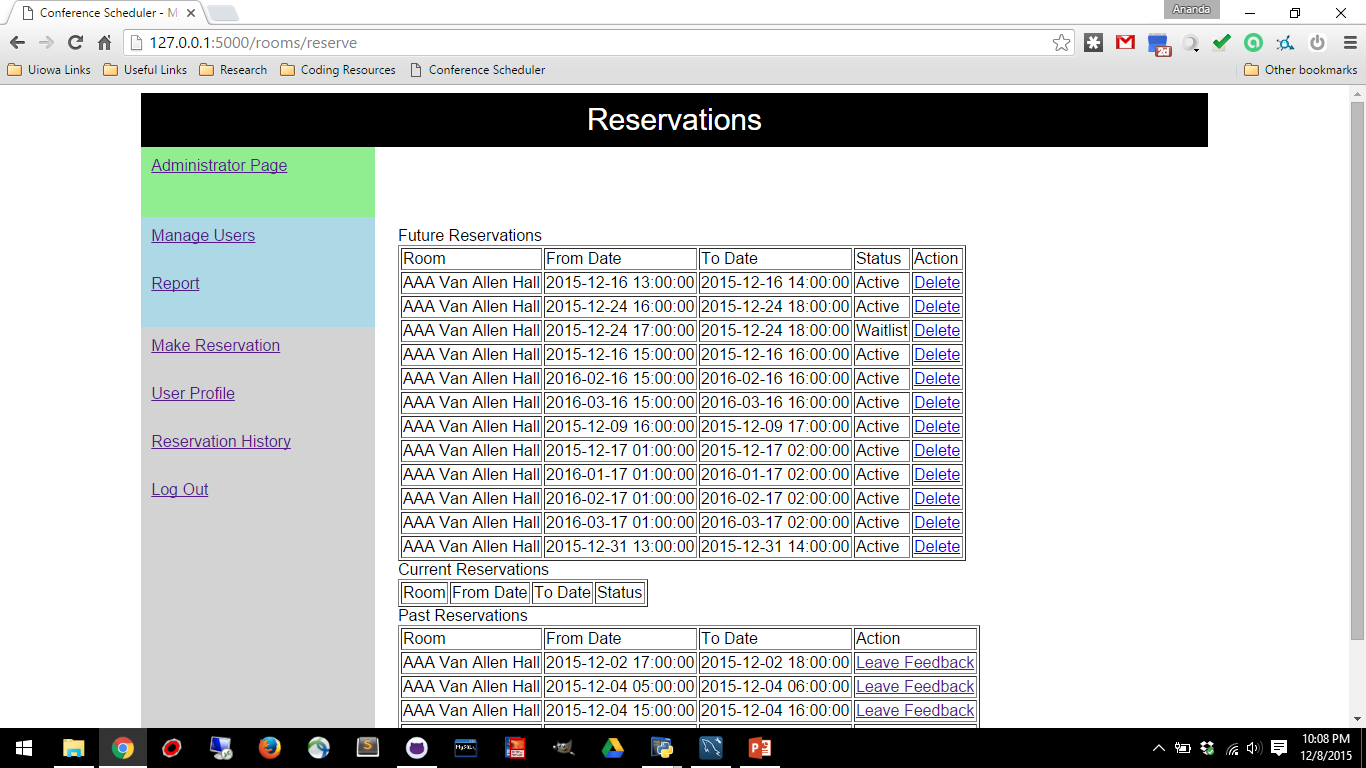 Conference Scheduler - M
Ananda
127.0.0.1:5000/rooms/reserve
Uiowa Links Useful Links Research Coding Resources Conference Scheduler Other bookmarks
Reservations
Administrator Page
Manage Users
Report
Make Reservation
User Profile
Reservation History
Log Out
Future Reservations
Room From Date To Date Status Action
AAA Van Allen Hall 2015-12-16 13:00:00 2015-12-16 14:00:00 Active Delete
AAA Van Allen Hall 2015-12-24 16:00:00 2015-12-24 18:00:00 Active Delete
AAA Van Allen Hall 2015-12-24 17:00:00 2015-12-24 18:00:00 Waitlist Delete
AAA Van Allen Hall 2015-12-16 15:00:00 2015-12-16 16:00:00 Active Delete
AAA Van Allen Hall 2016-02-16 15:00:00 2016-02-16 16:00:00 Active Delete
AAA Van Allen Hall 2016-03-16 15:00:00 2016-03-16 16:00:00 Active Delete
AAA Van Allen Hall 2015-12-09 16:00:00 2015-12-09 17:00:00 Active Delete
AAA Van Allen Hall 2015-12-17 01:00:00 2015-12-17 02:00:00 Active Delete
AAA Van Allen Hall 2016-01-17 01:00:00 2016-01-17 02:00:00 Active Delete
AAA Van Allen Hall 2016-02-17 01:00:00 2016-02-17 02:00:00 Active Delete
AAA Van Allen Hall 2016-03-17 01:00:00 2016-03-17 02:00:00 Active Delete
AAA Van Allen Hall 2015-12-31 13:00:00 2015-12-31 14:00:00 Active Delete
Current Reservations
Room From Date To Date Status
Past Reservations
Room From Date To Date Action
AAA Van Allen Hall 2015-12-02 17:00:00 2015-12-02 18:00:00 Leave Feedback
AAA Van Allen Hall 2015-12-04 05:00:00 2015-12-04 06:00:00 Leave Feedback
AAA Van Allen Hall 2015-12-04 15:00:00 2015-12-04 16:00:00 Leave Feedback
10:08 PM
12/8/2015